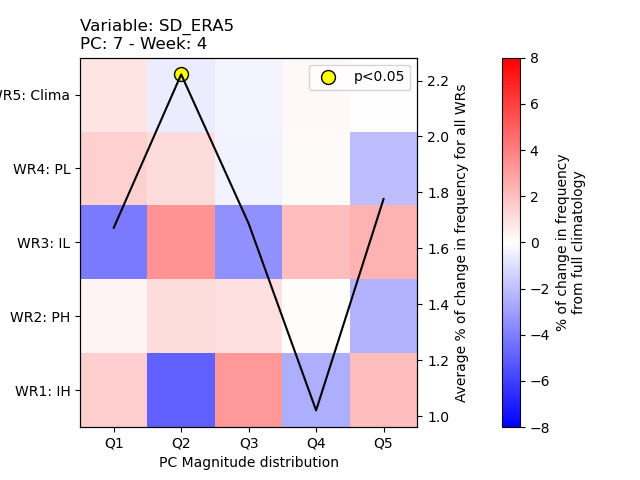 Variable: SD_ERA5
PC: 7 - Week: 4
p<0.05
WR5: Clima
WR4: PL
WR3: IL
WR2: PH
WR1: IH
Q1 Q2 Q3 Q4 Q5
PC Magnitude distribution
2.2
2.0
1.8
1.6
1.4
1.2
1.0
Average % of change in frequency for all WRs
8
6
4
2
0
−2
−4
−6
−8
% of change in frequency
from full climatology